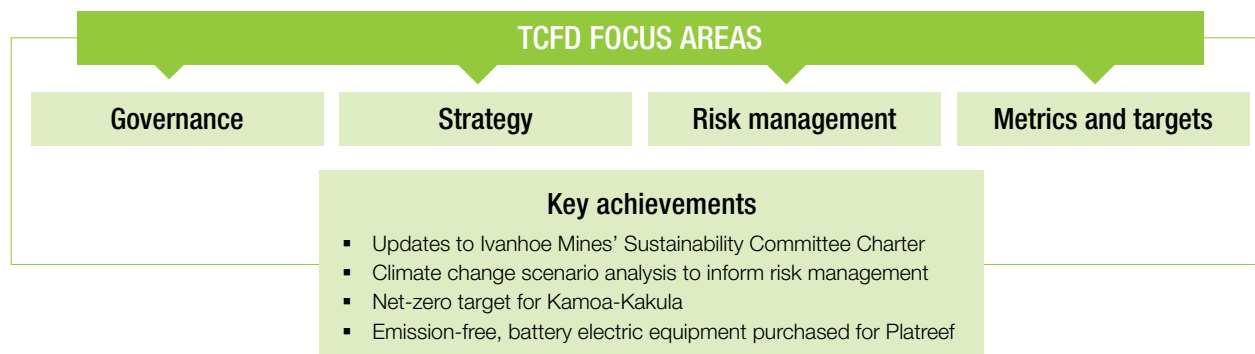 TCFD FOCUS AREAS
Governance
Strategy
Risk management
Metrics and targets
Key achievements
▪ Updates to Ivanhoe Mines’ Sustainability Committee Charter
▪ Climate change scenario analysis to inform risk management
▪ Net-zero target for Kamoa-Kakula
▪ Emission-free, battery electric equipment purchased for Platreef